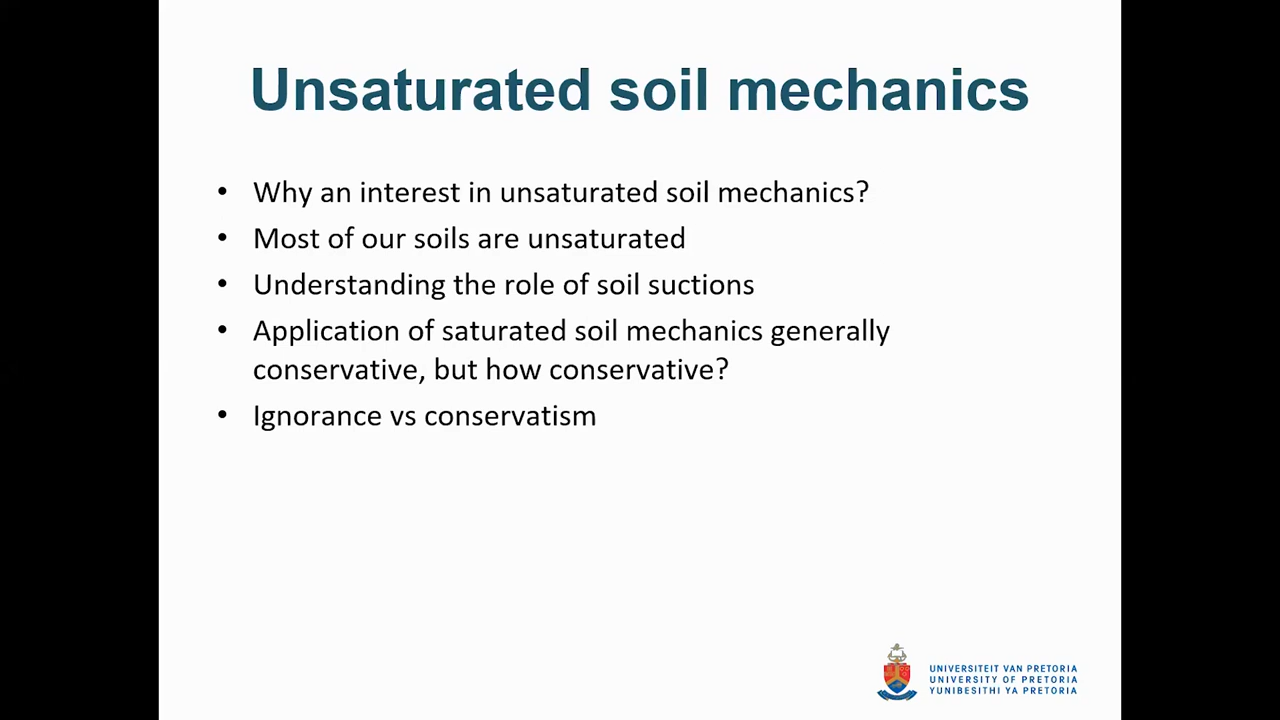 Unsaturated soil mechanics
• Why an interest in unsaturated soil mechanics?
• Most of our soils are unsaturated
• Understanding the role of soil suctions
• Application of saturated soil mechanics generally
conservative, but how conservative?
• Ignorance vs conservatism
UNIVERSITEIT VAN PRETORIA
UNIVERSITY OF PRETORIA
YUNIBESITHI YA PRETORIA